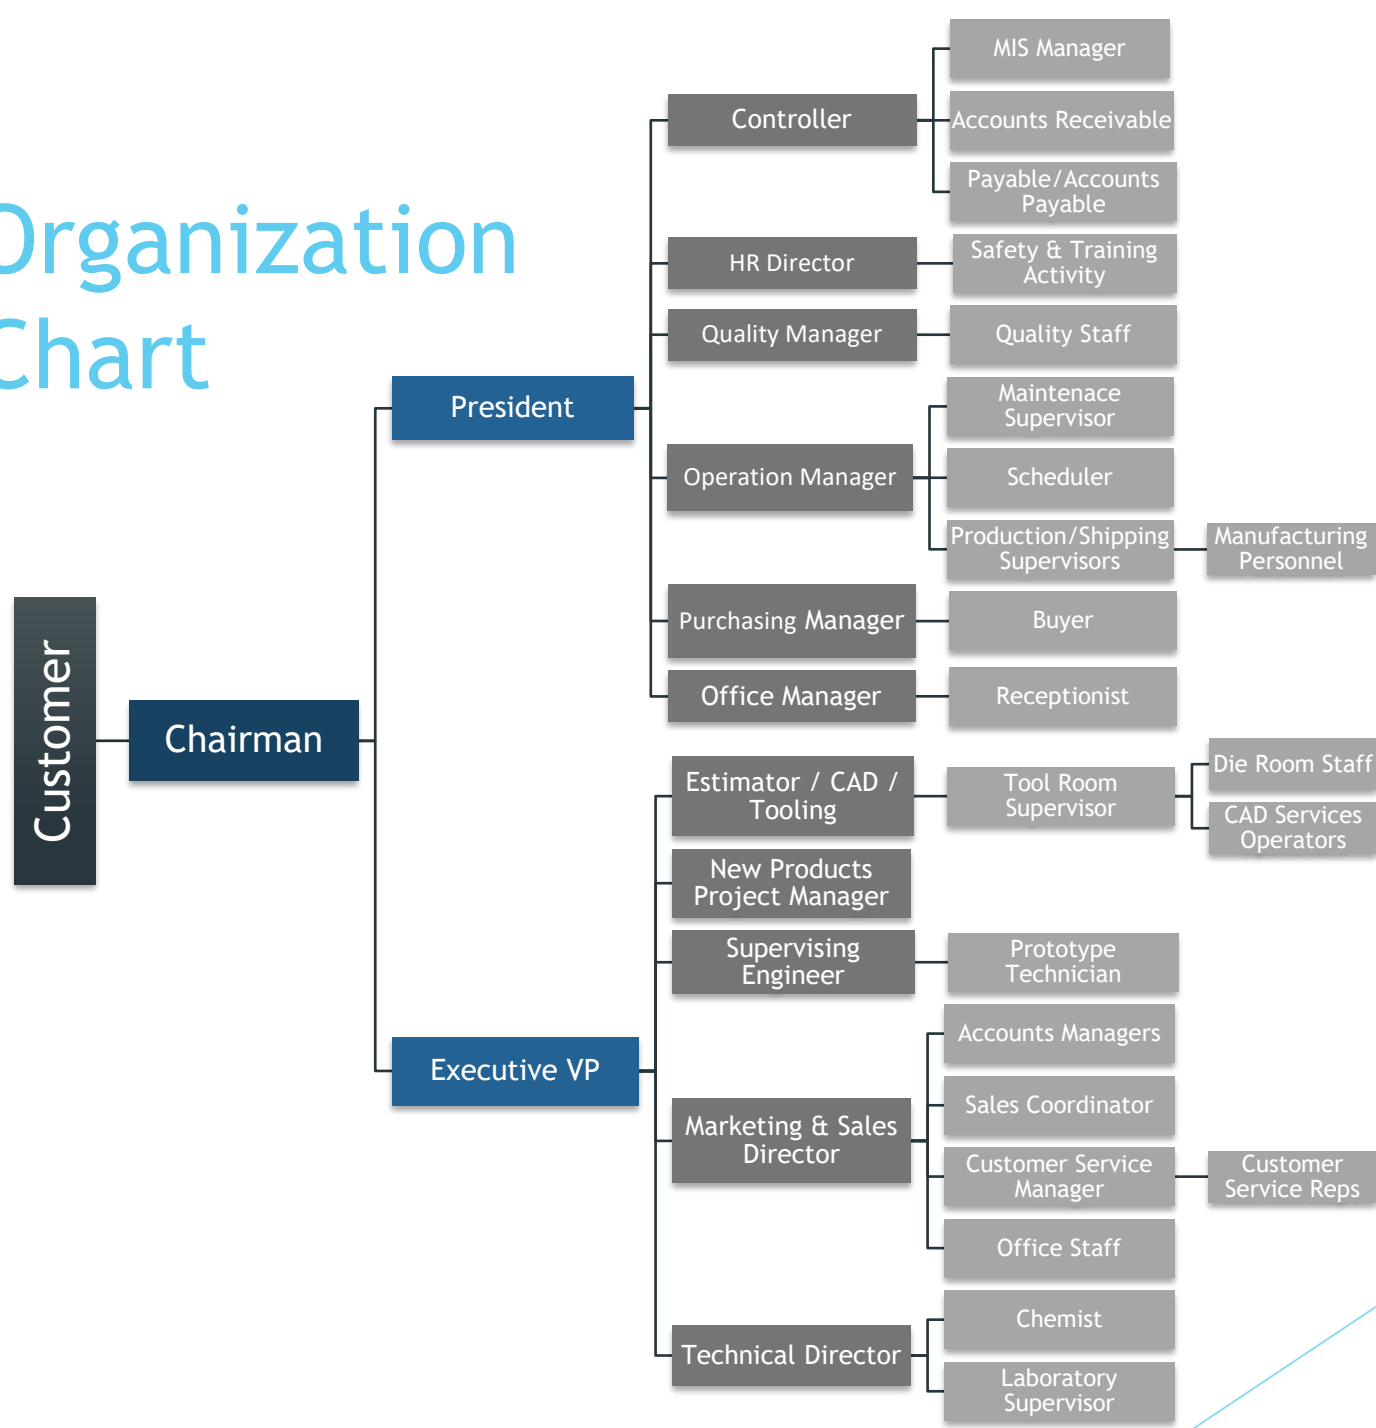 Organization
Chart
Customer
Chairman
President
Controller
MIS Manager
Accounts Receivable
Payable/Accounts
Payable
HR Director
Safety & Training
Activity
Quality Manager
Quality Staff
Operation Manager
Maintenace
Supervisor
Scheduler
Production/Shipping
Supervisors
Manufacturing
Personnel
Purchasing Manager
Buyer
Office Manager
Receptionist
Executive VP
Estimator / CAD /
Tooling
Tool Room
Supervisor
Die Room Staff
CAD Services
Operators
New Products
Project Manager
Supervising
Engineer
Prototype
Technician
Marketing & Sales
Director
Accounts Managers
Sales Coordinator
Customer Service
Manager
Customer
Service Reps
Office Staff
Technical Director
Chemist
Laboratory
Supervisor